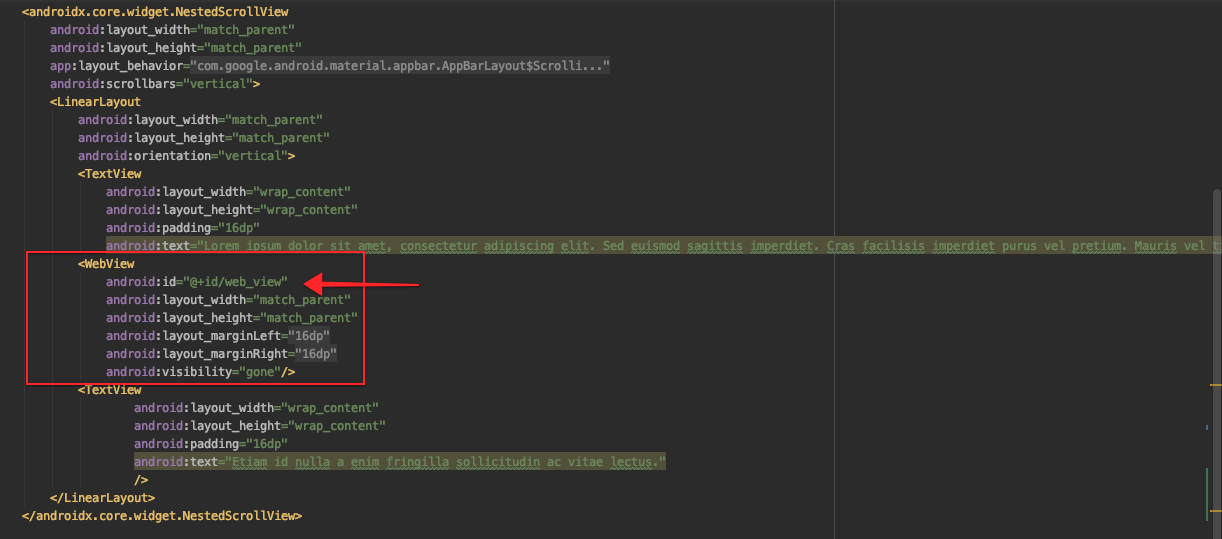 <androidx.core.widget.NestedScrollView
android:layout_width="match_parent"
android:layout_height="match_parent"
app:layout_behavior="com.google.android.material.appbar.AppBarLayout$Scrolli..."
android:scrollbars="vertical">
<LinearLayout
android:layout_width="match_parent"
android:layout_height="match_parent"
android:orientation="vertical">
<TextView
android:layout_width="wrap_content"
android:layout_height="wrap_content"
android:padding="16dp"
android:text="Lorem ipsum dolor sit amet, consectetur adipiscing elit. Sed euismod sagittis imperdiet. Cras facilisis imperdiet purus vel pretium. Mauris vel
<WebView
android:id="@+id/web_view"
android:layout_width="match_parent"
android:layout_height="match_parent"
android:layout_marginLeft="16dp"
android:layout_marginRight="16dp"
android:visibility="gone"/>
<TextView
android:layout_width="wrap_content"
android:layout_height="wrap_content"
android:padding="16dp"
android:text="Etiam id nulla a enim fringilla sollicitudin ac vitae lectus."
/>
</LinearLayout>
</androidx.core.widget.NestedScrollView>